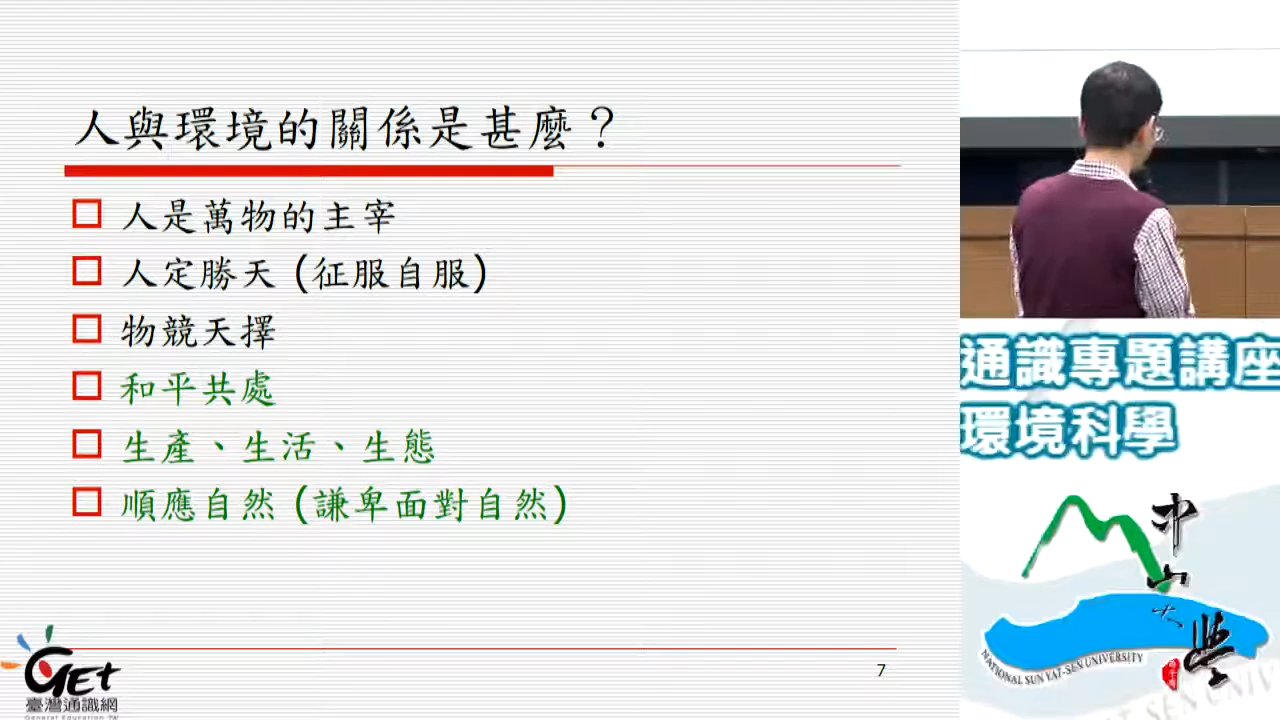 人與環境的關係是甚麼？
人是萬物的主宰
人定勝天 (征服自服)
物競天擇
和平共處
生產、生活、生態
順應自然 (謙卑面對自然)
GET
臺灣通識網
General Education TW
7
通識專題講座
環境科學
中山大學
NATIONAL SUN YAT-SEN UNIVERSITY
YAT-SEN UNIV